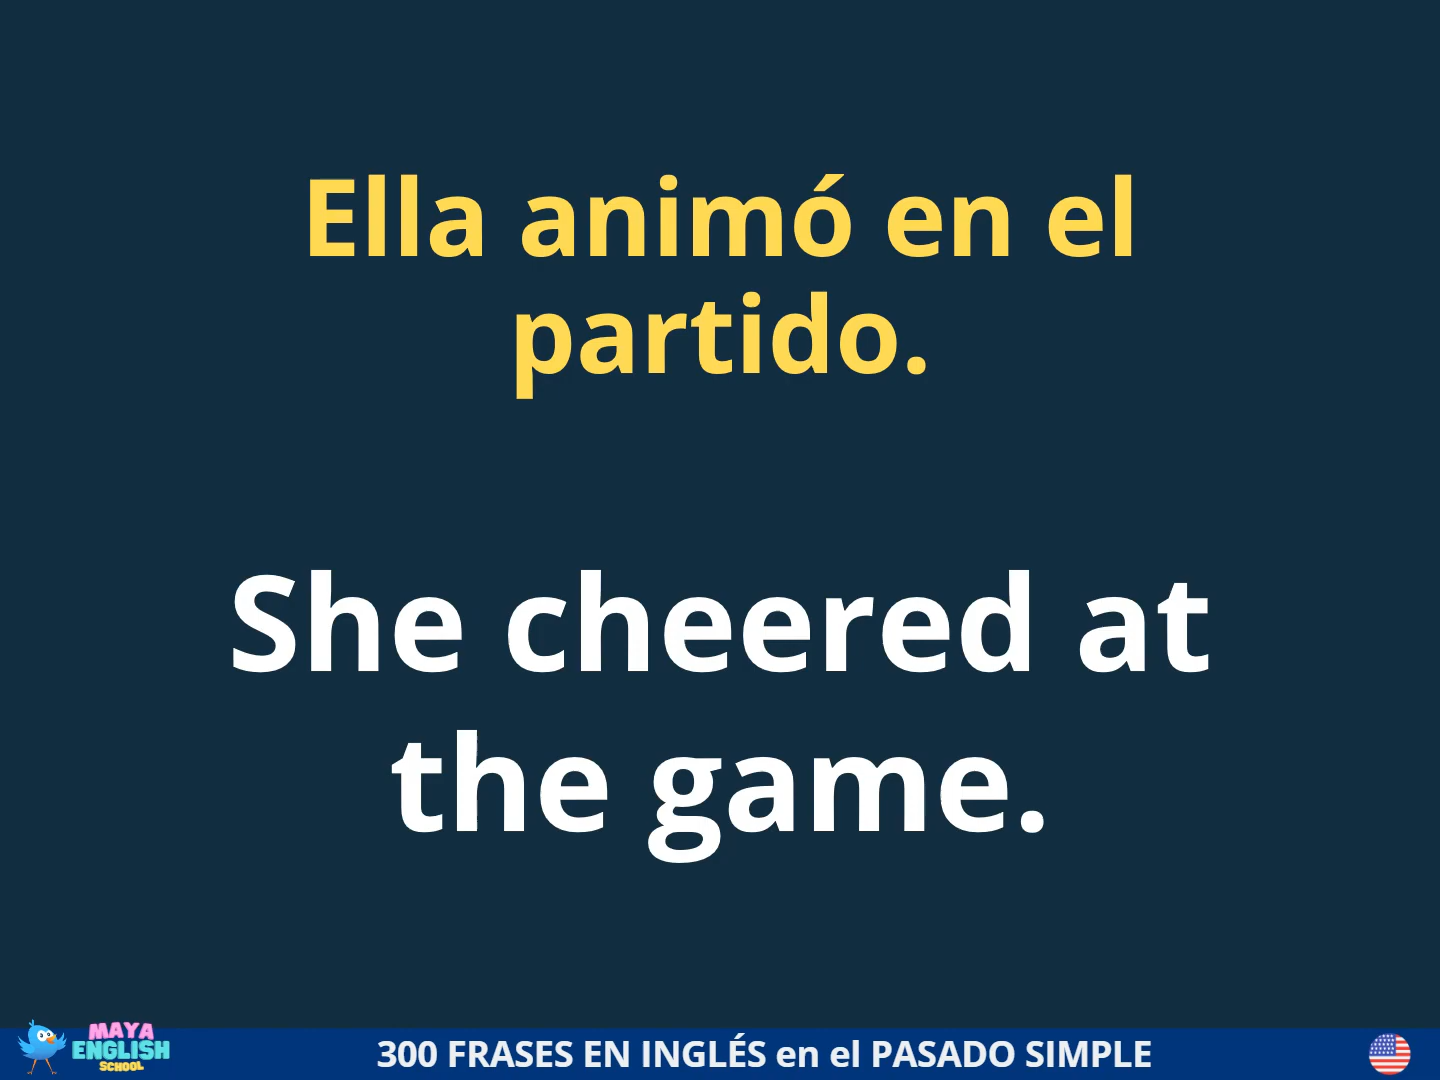 Ella animó en el
partido.
She cheered at
the game.
MAYA
ENGLISH
SCHOOL
300 FRASES EN INGLÉS en el PASADO SIMPLE